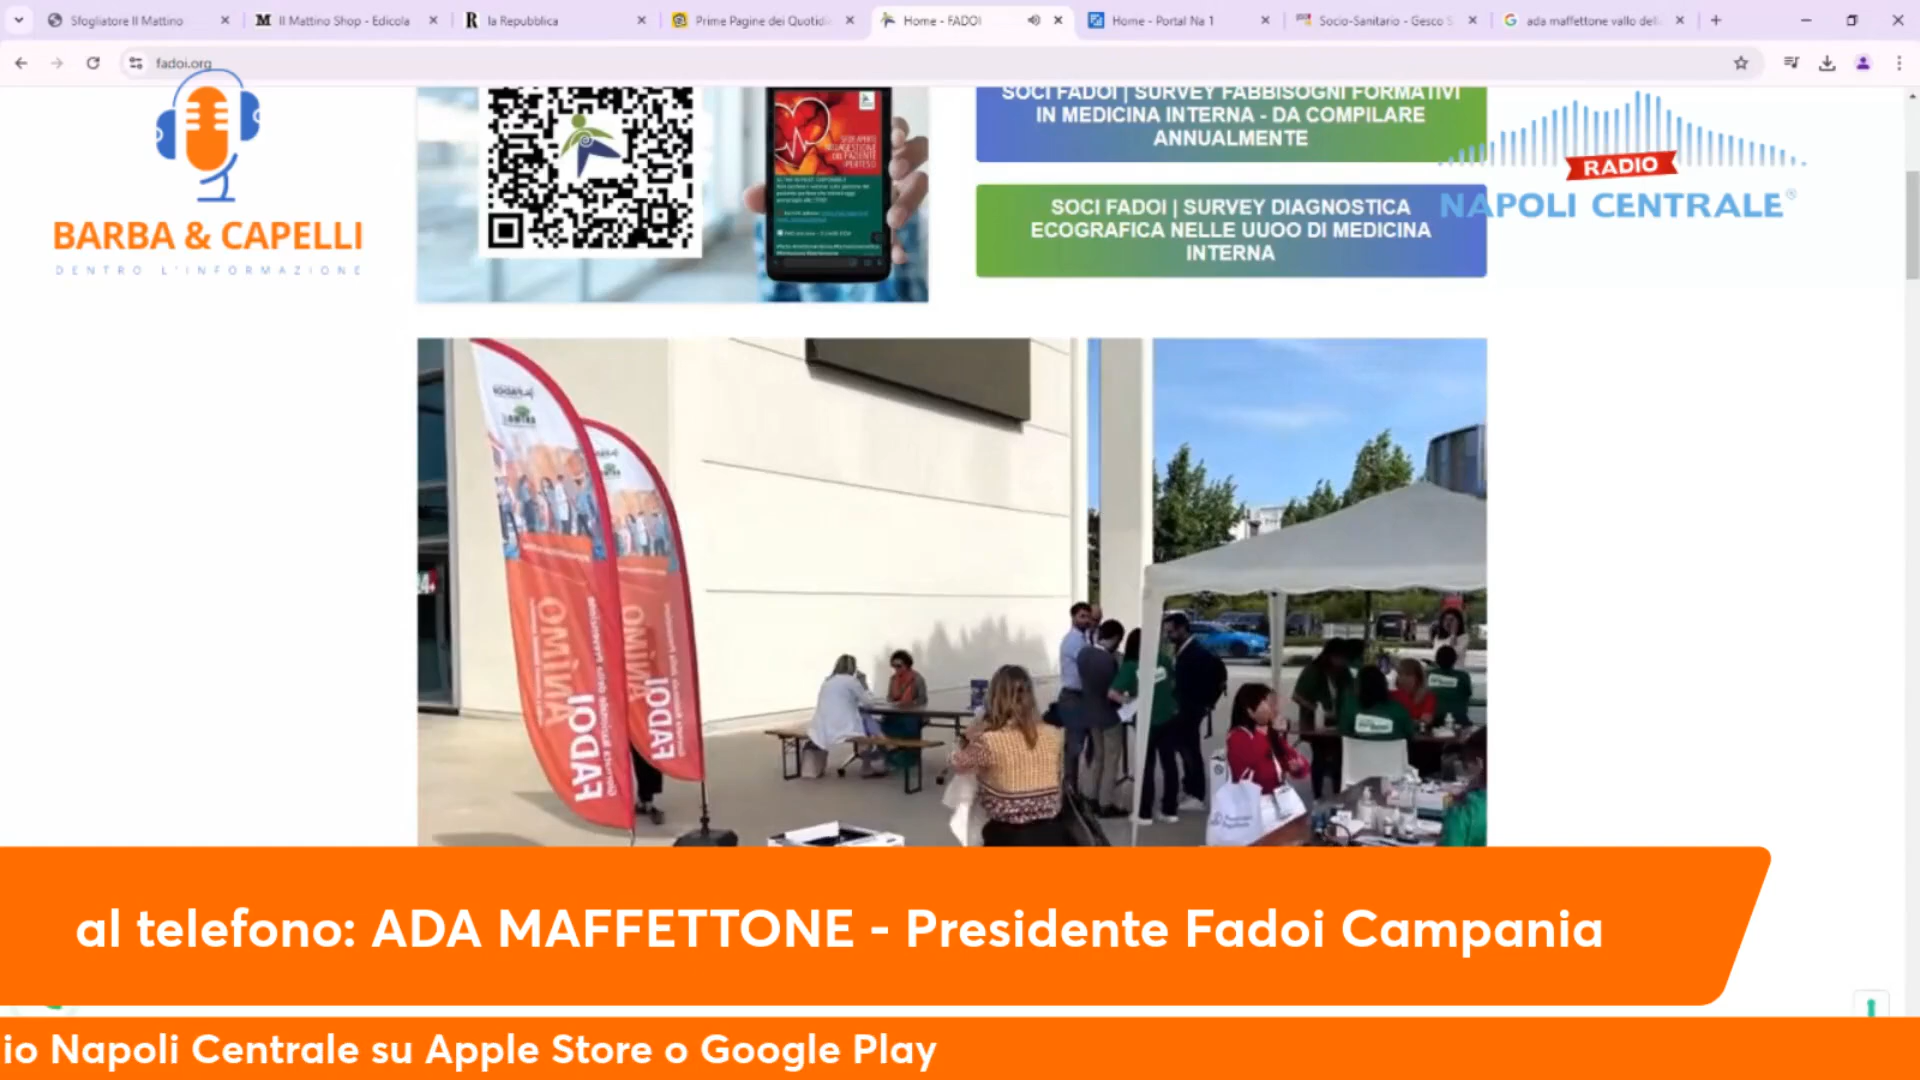 Sfogliatore Il Mattino
Il Mattino Shop - Edicola
la Repubblica
Prime Pagine dei Quotidi
Home - FADOI
Home - Portal Na 1
Socio-Sanitario - Gesco S
ada maffettone vallo del
fadoi.org
BARBA & CAPELLI
DENTRO L'INFORMAZIONE
SOCI FADOI | SURVEY FABBISOGNI FORMATIVI
IN MEDICINA INTERNA - DA COMPILARE
ANNUALMENTE
SOCI FADOI | SURVEY DIAGNOSTICA
ECOGRAFICA NELLE UUOO DI MEDICINA
INTERNA
RADIO
NAPOLI CENTRALE®
FADOI
ANIMO
FADOI
ANIMO
al telefono: ADA MAFFETTONE - Presidente Fadoi Campania
io Napoli Centrale su Apple Store o Google Play